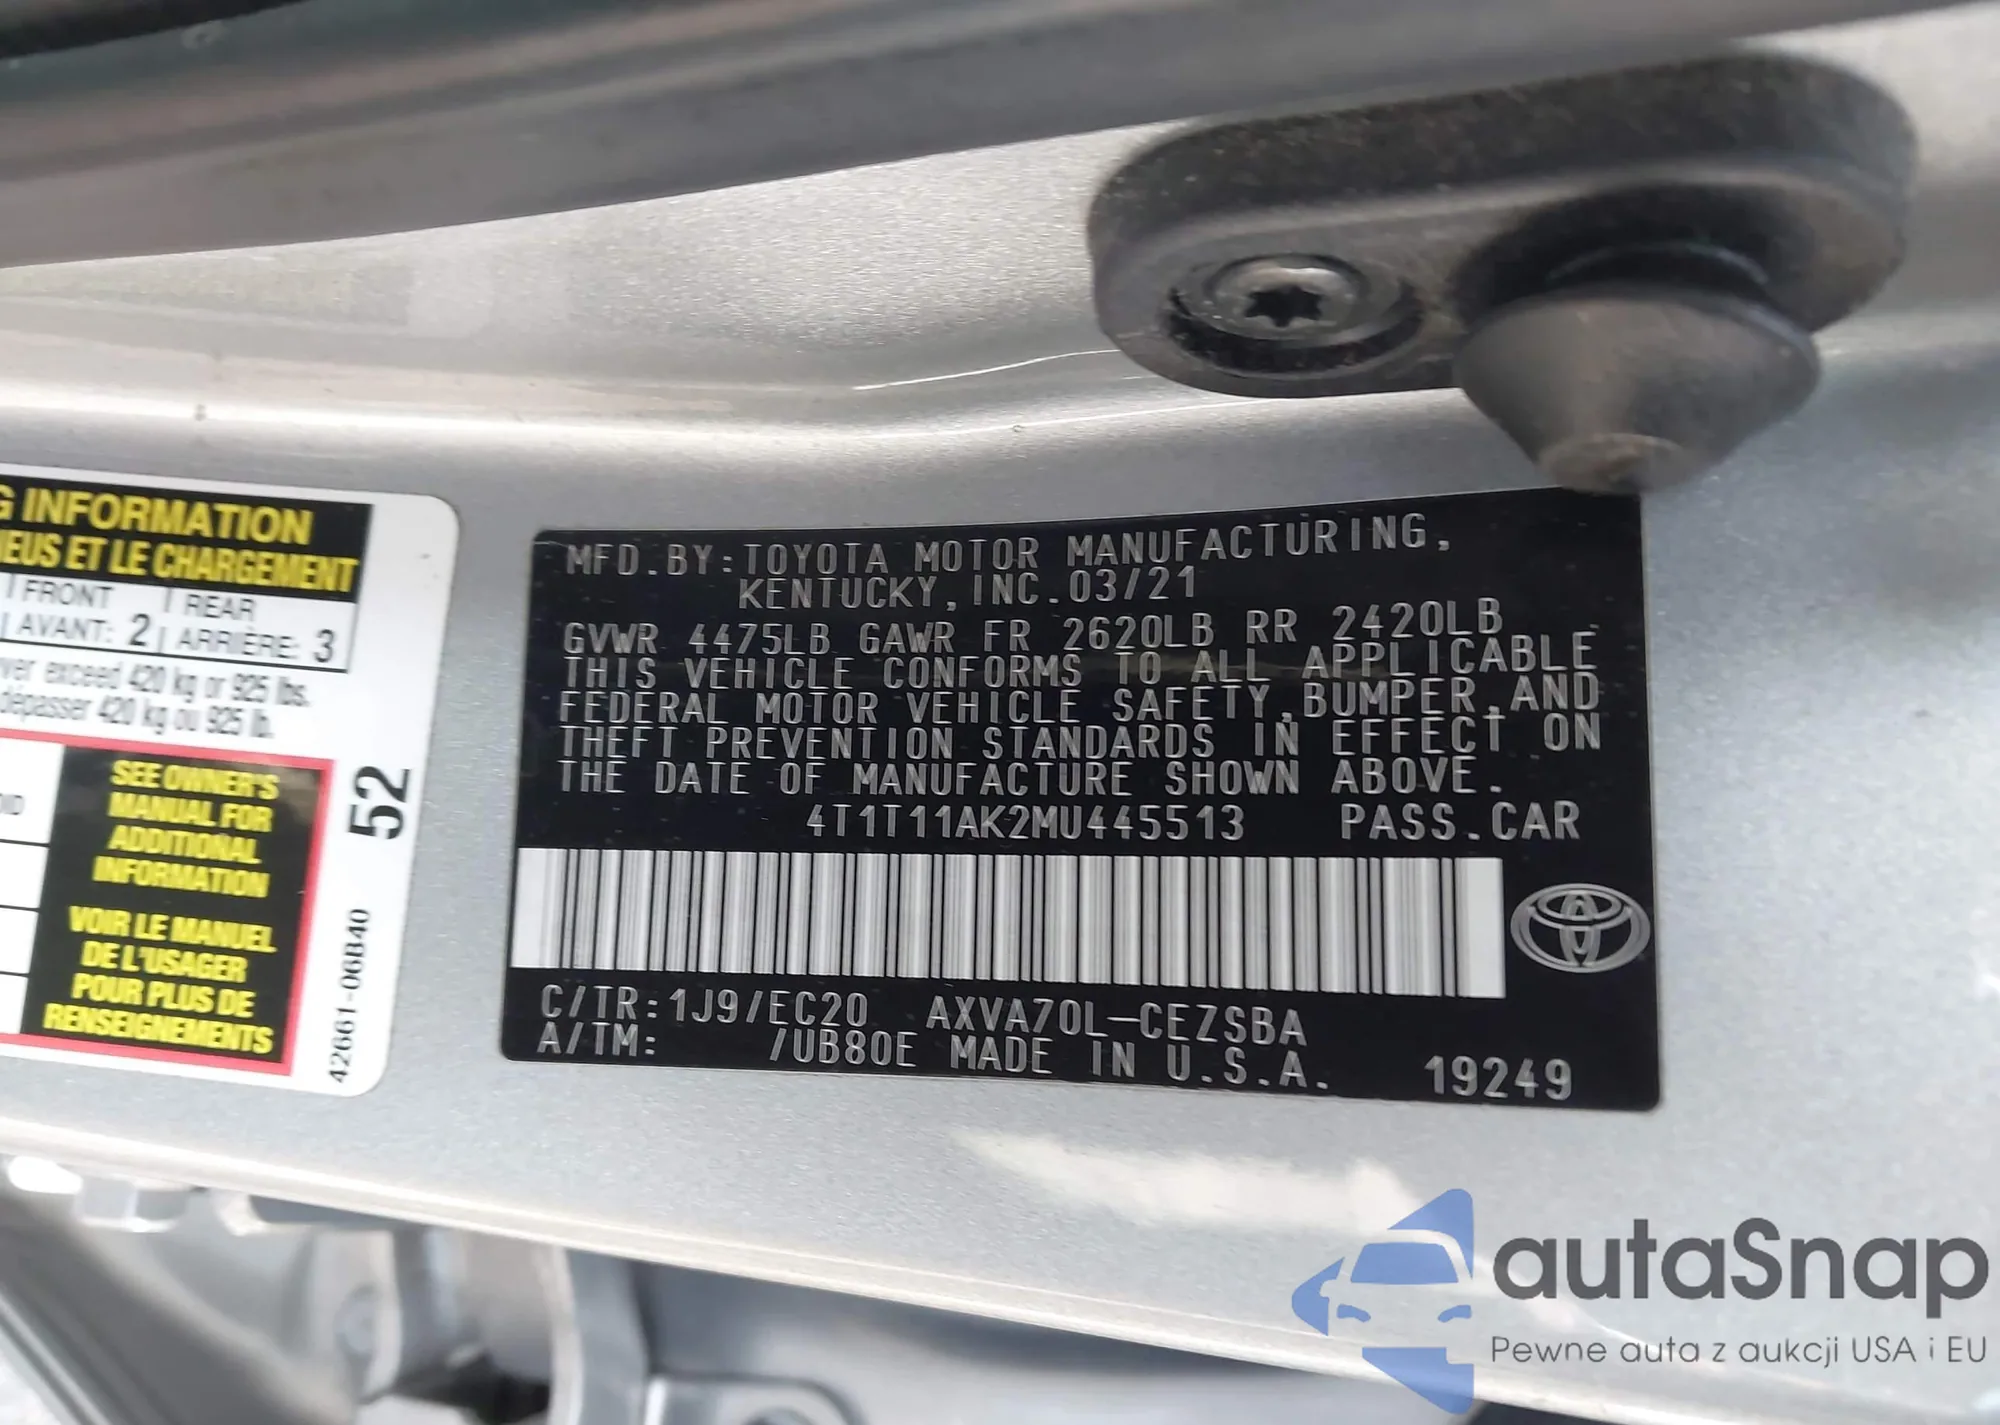 G INFORMATION
NEUS ET LE CHARGEMENT
FRONT REAR
AVANT: 2 ARRIÈRE: 3
ver exceed 420 kg or 925 lbs.
dépasser 420 kg ou 925 lb.
SEE OWNER'S
MANUAL FOR
ADDITIONAL
INFORMATION
VOIR LE MANUEL
DE L'USAGER
POUR PLUS DE
RENSEIGNEMENTS
52
42661-06B40
MFD.BY:TOYOTA MOTOR MANUFACTURING,
KENTUCKY,INC.03/21
GVWR 4475LB GAWR FR 2620LB RR 2420LB
THIS VEHICLE CONFORMS TO ALL APPLICABLE
FEDERAL MOTOR VEHICLE SAFETY,BUMPER,AND
THEFT PREVENTION STANDARDS IN EFFECT ON
THE DATE OF MANUFACTURE SHOWN ABOVE.
4T1T11AK2MU445513 PASS.CAR
C/TR:1J9/EC20 AXVA70L-CEZSBA
A/TM: /UB80E MADE IN U.S.A. 19249
autaSnap
Pewne auta z aukcji USA i EU